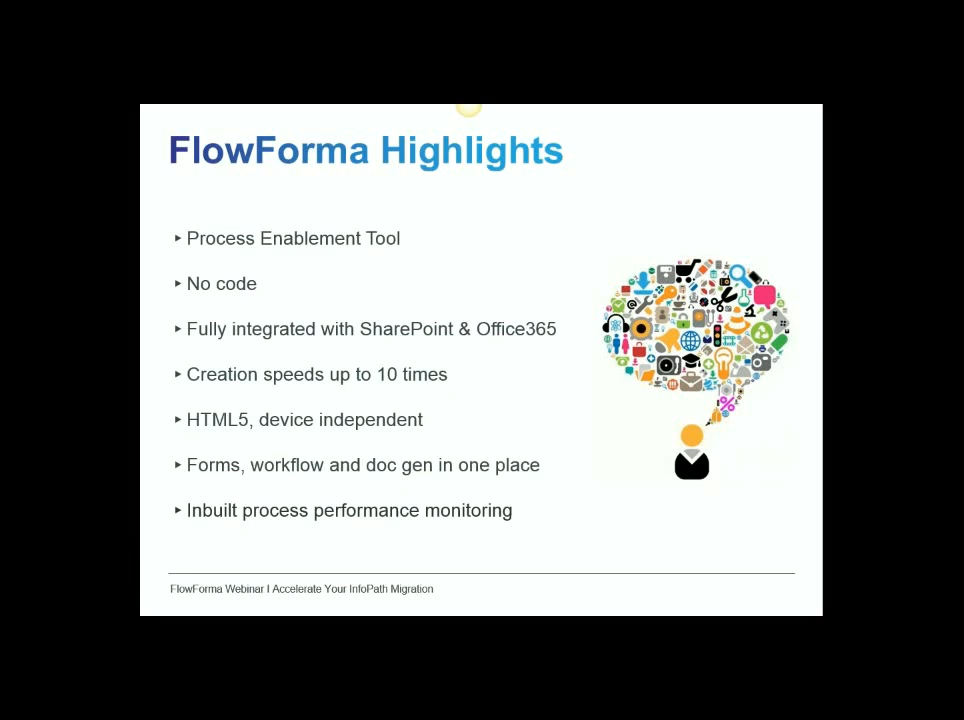 FlowForma Highlights
‣ Process Enablement Tool
‣ No code
‣ Fully integrated with SharePoint & Office365
‣ Creation speeds up to 10 times
‣ HTML5, device independent
‣ Forms, workflow and doc gen in one place
‣ Inbuilt process performance monitoring
FlowForma Webinar I Accelerate Your InfoPath Migration